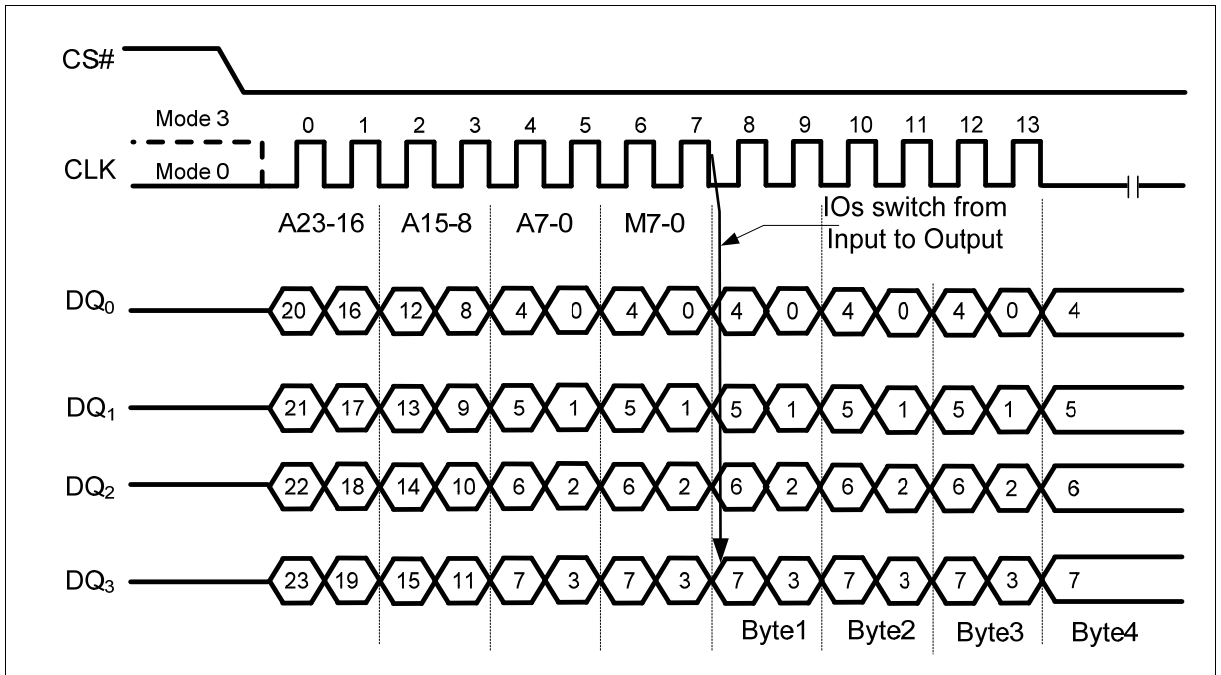 CS#
Mode 3
0 1 2 3 4 5 6 7 8 9 10 11 12 13
CLK
Mode 0
A23-16 A15-8 A7-0 M7-0
IOs switch from
Input to Output
DQ0 20 16 12 8 4 0 4 0 4 0 4 0 4 0 4
DQ1 21 17 13 9 5 1 5 1 5 1 5 1 5 1 5
DQ2 22 18 14 10 6 2 6 2 6 2 6 2 6 2 6
DQ3 23 19 15 11 7 3 7 3 7 3 7 3 7 3 7
Byte1 Byte2 Byte3 Byte4